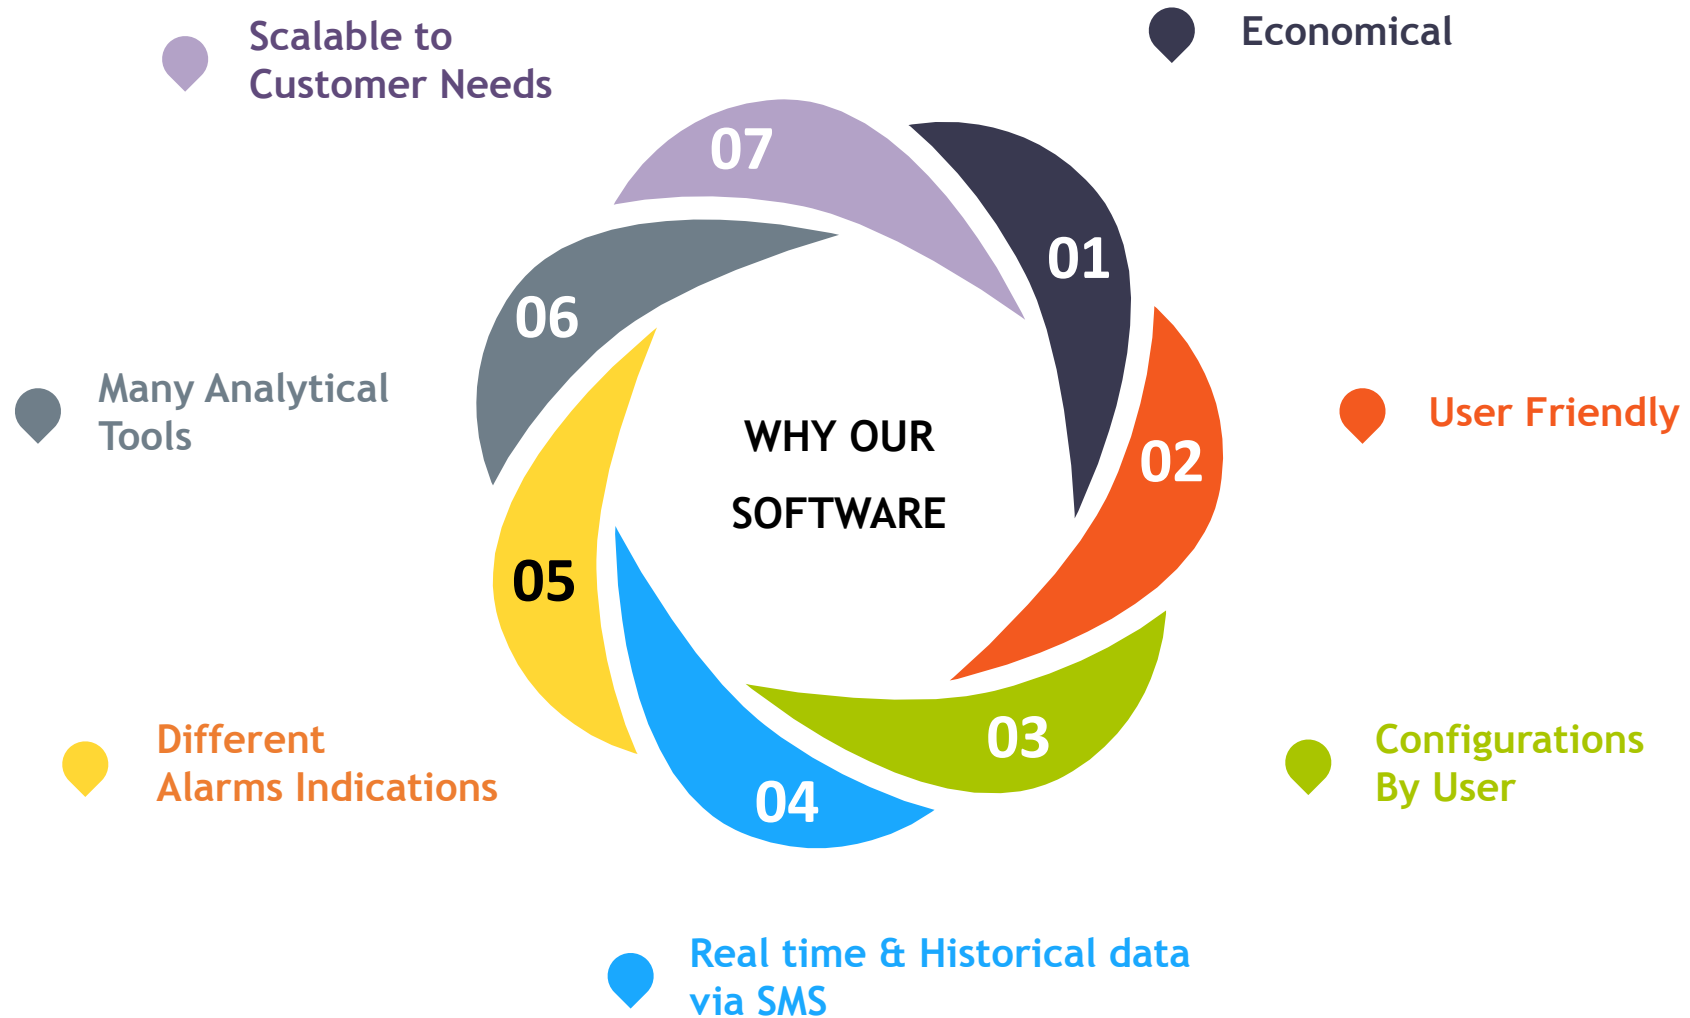 Scalable to
Customer Needs
Economical
07
01
06
Many Analytical
Tools
WHY OUR
SOFTWARE
User Friendly
02
05
Different
Alarms Indications
03
04
Configurations
By User
Real time & Historical data
via SMS